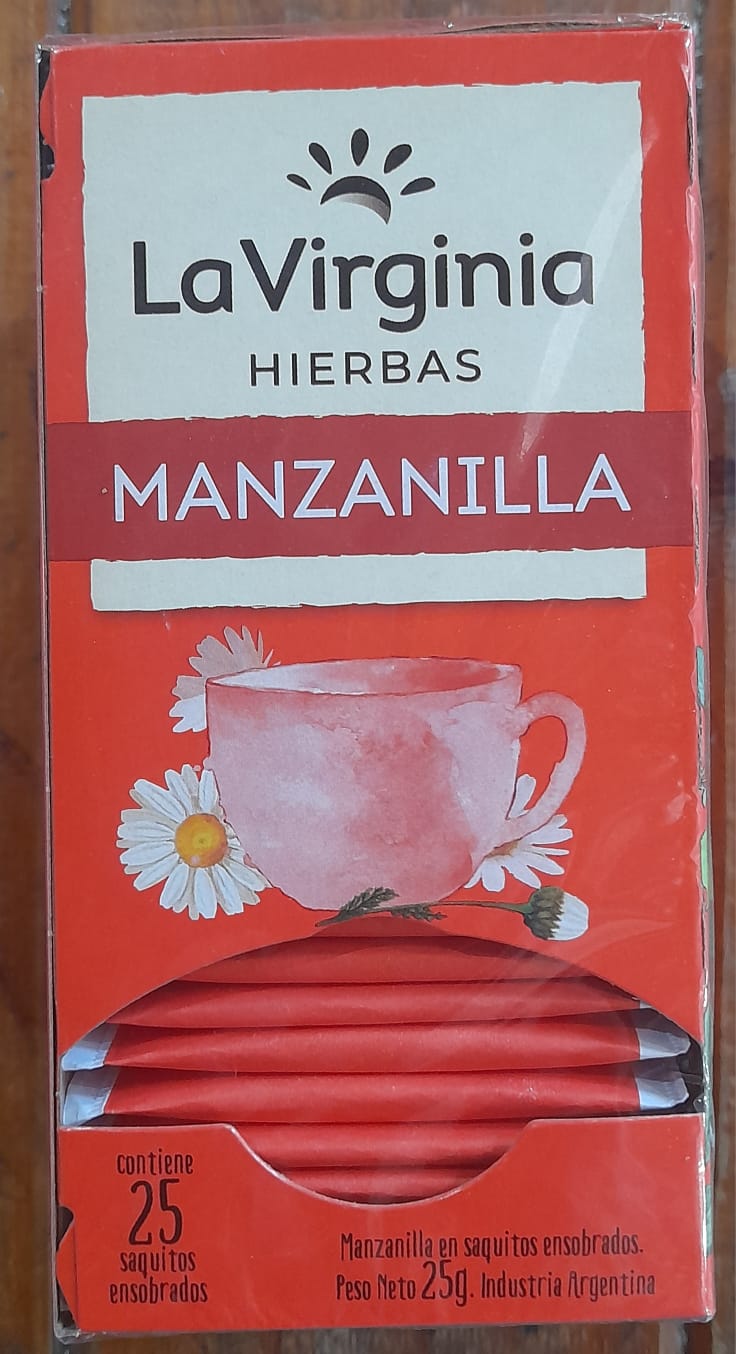 La Virginia
HIERBAS
MANZANILLA
contiene
25
saquitos
ensobrados
Manzanilla en saquitos ensobrados.
Peso Neto 25g. Industria Argentina